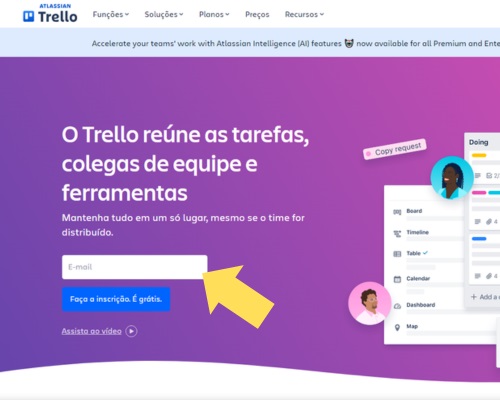 ATLASSIAN
Trello
Funções Soluções Planos Preços Recursos
Accelerate your teams' work with Atlassian Intelligence (AI) features 😻 now available for all Premium and Ente
O Trello reúne as tarefas,
colegas de equipe e
ferramentas
Mantenha tudo em um só lugar, mesmo se o time for
distribuído.
E-mail
Faça a inscrição. É grátis.
Assista ao vídeo
Copy request
Doing
2/
4
4
+ Add a
Board
Timeline
Table
Calendar
Dashboard
Map